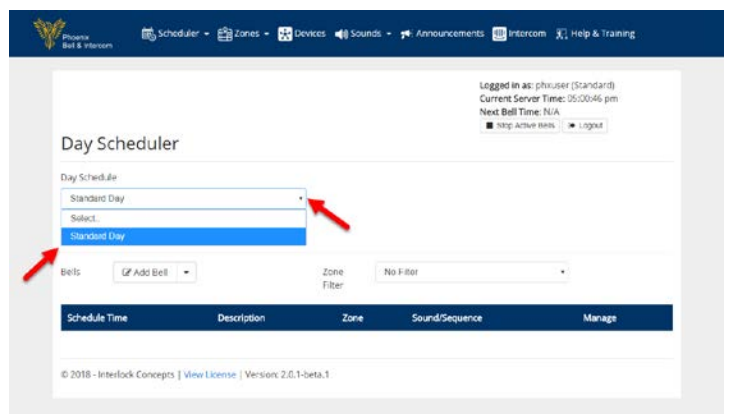 Phoenix
Bell & Intercom
Scheduler
Zones
Devices
Sounds
Announcements
Intercom
Help & Training
Logged in as: phxuser (Standard)
Current Server Time: 05:00:46 pm
Next Bell Time: N/A
Stop Active Bells
Logout
Day Scheduler
Day Schedule
Standard Day
Select..
Standard Day
Bells
Add Bell
Zone
Filter
No Filter
Schedule Time Description Zone Sound/Sequence Manage
© 2018 - Interlock Concepts | View License | Version: 2.0.1-beta.1